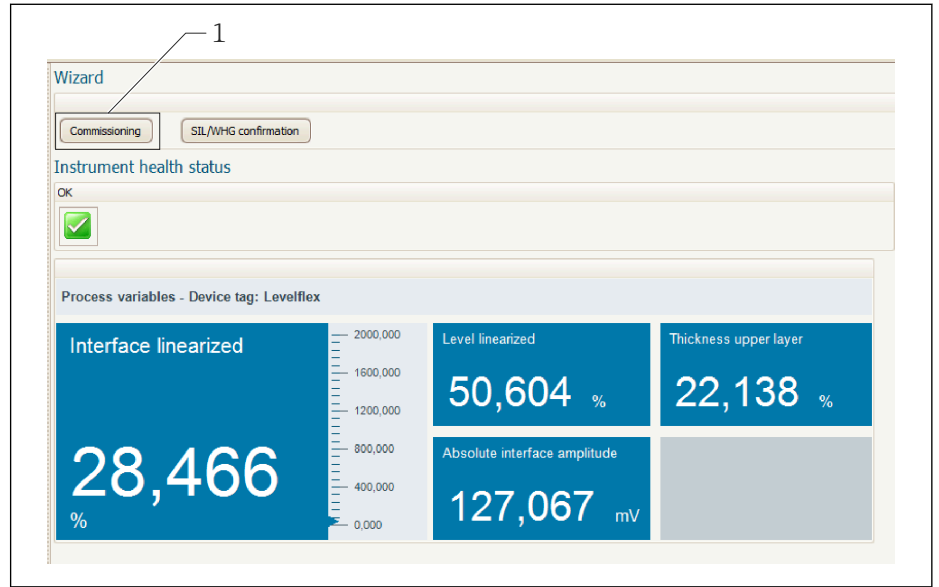 1
Wizard
Commissioning SIL/WHG confirmation
Instrument health status
OK
Process variables - Device tag: Levelflex
Interface linearized
28,466
%
2000,000
1600,000
1200,000
800,000
400,000
0,000
Level linearized
50,604 %
Thickness upper layer
22,138 %
Absolute interface amplitude
127,067 mV